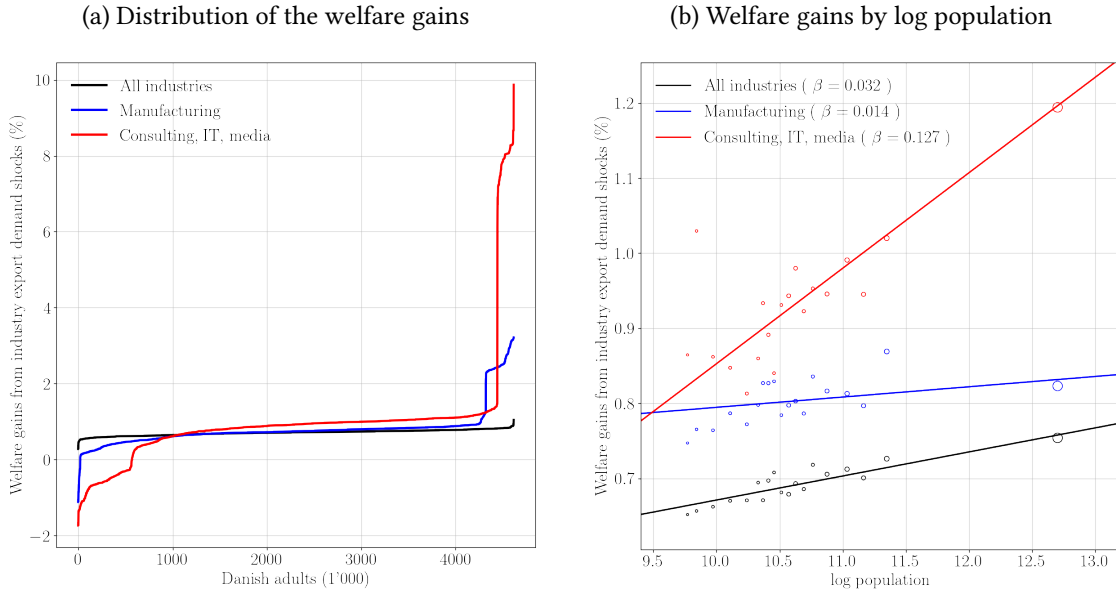 (a) Distribution of the welfare gains
Welfare gains from industry export demand shocks (%)
10
8
6
4
2
0
−2
All industries
Manufacturing
Consulting, IT, media
0 1000 2000 3000 4000
Danish adults (1'000)
(b) Welfare gains by log population
Welfare gains from industry export demand shocks (%)
1.2
1.1
1.0
0.9
0.8
0.7
All industries ( β = 0.032 )
Manufacturing ( β = 0.014 )
Consulting, IT, media ( β = 0.127 )
9.5 10.0 10.5 11.0 11.5 12.0 12.5 13.0
log population